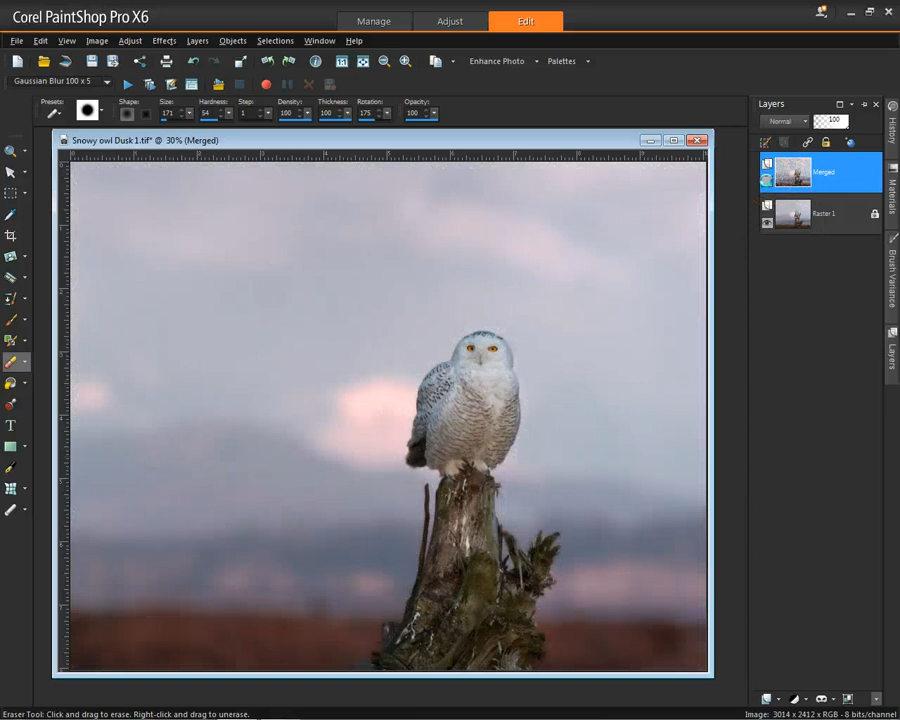 Corel PaintShop Pro X6
Manage
Adjust
Edit
File Edit View Image Adjust Effects Layers Objects Selections Window Help
Enhance Photo
Palettes
Gaussian Blur 100 x 5
Presets:
Shape:
Size:
171
Hardness:
54
Step:
1
Density:
100
Thickness:
100
Rotation:
175
Opacity:
100
Snowy owl Dusk 1.tif* @ 30% (Merged)
Layers
Normal
100
Merged
Raster 1
History
Materials
Brush Variance
Layers
Eraser Tool: Click and drag to erase. Right-click and drag to unerase.
Image: 3014 x 2412 x RGB - 8 bits/channel